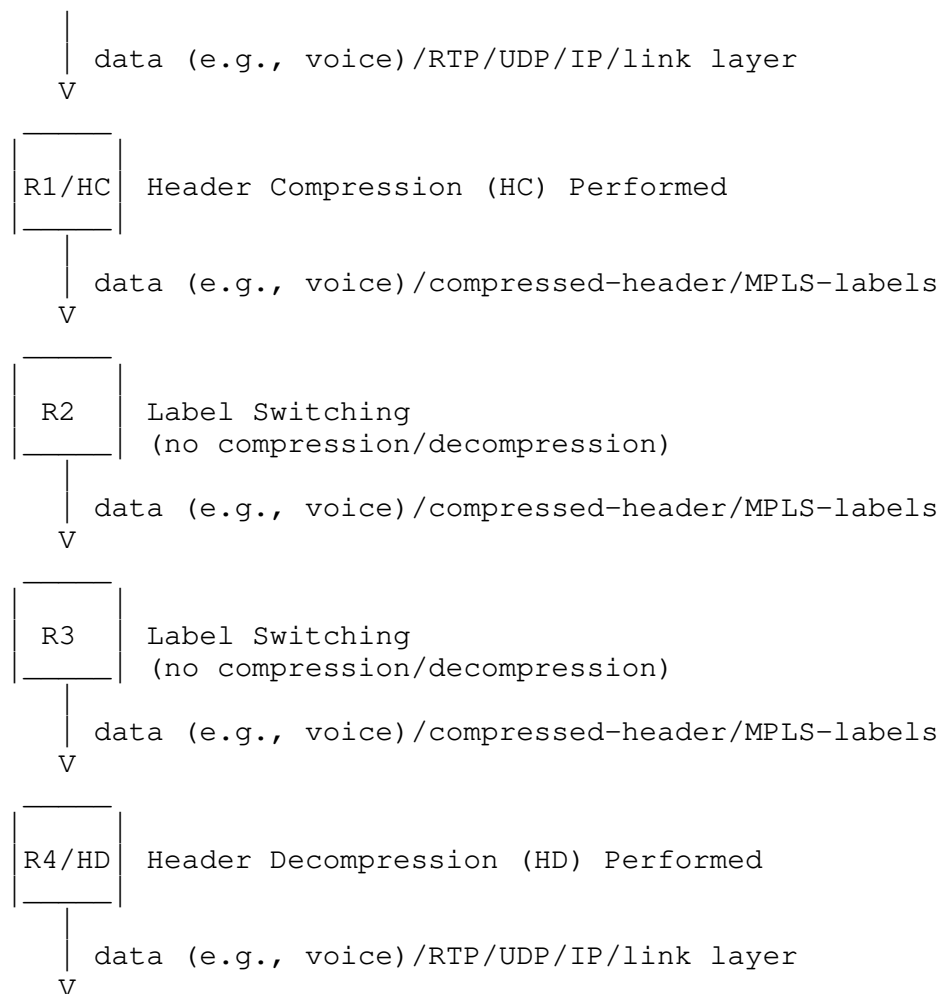 data (e.g., voice)/RTP/UDP/IP/link layer
V
R1/HC Header Compression (HC) Performed
data (e.g., voice)/compressed-header/MPLS-labels
V
R2 Label Switching
(no compression/decompression)
data (e.g., voice)/compressed-header/MPLS-labels
V
R3 Label Switching
(no compression/decompression)
data (e.g., voice)/compressed-header/MPLS-labels
V
R4/HD Header Decompression (HD) Performed
data (e.g., voice)/RTP/UDP/IP/link layer
V